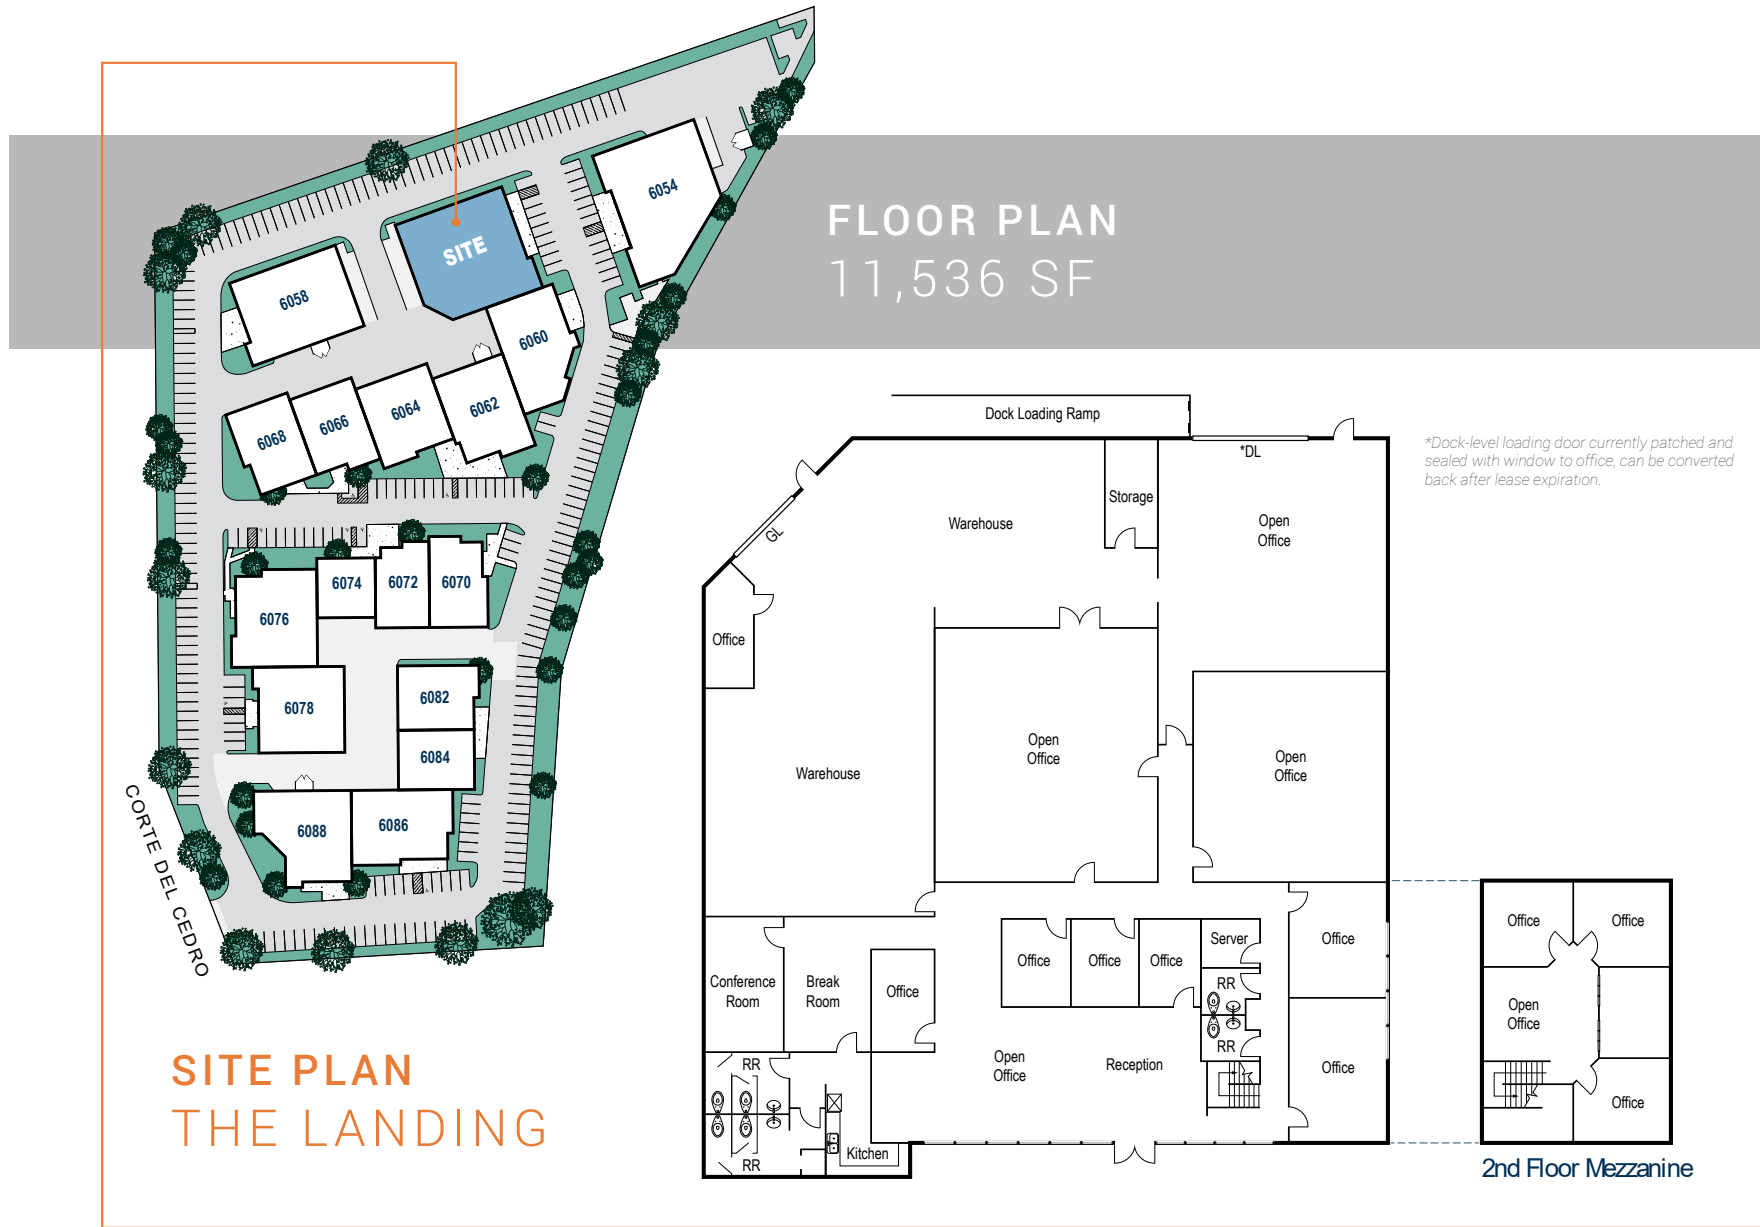 FLOOR PLAN
11,536 SF
SITE
6054
6058
6060
6062
6064
6066
6068
6070
6072
6074
6076
6078
6082
6084
6086
6088
CORTE DEL CEDRO
SITE PLAN
THE LANDING
Dock Loading Ramp
*DL
*Dock-level loading door currently patched and
sealed with window to office, can be converted
back after lease expiration.
Storage
Warehouse
Open
Office
GL
Office
Open
Office
Open
Office
Warehouse
Conference
Room
Break
Room
Office
Office
Office
Office
Server
RR
RR
Office
Office
Open
Office
Reception
RR
RR
Kitchen
Office
Office
Open
Office
Office
2nd Floor Mezzanine